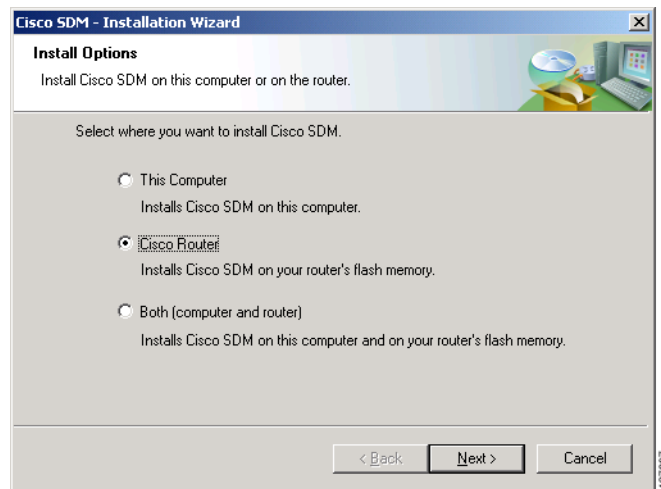 Cisco SDM - Installation Wizard
Install Options
Install Cisco SDM on this computer or on the router.
Select where you want to install Cisco SDM.
This Computer
Installs Cisco SDM on this computer.
Cisco Router
Installs Cisco SDM on your router's flash memory.
Both (computer and router)
Installs Cisco SDM on this computer and on your router's flash memory.
< Back
Next >
Cancel